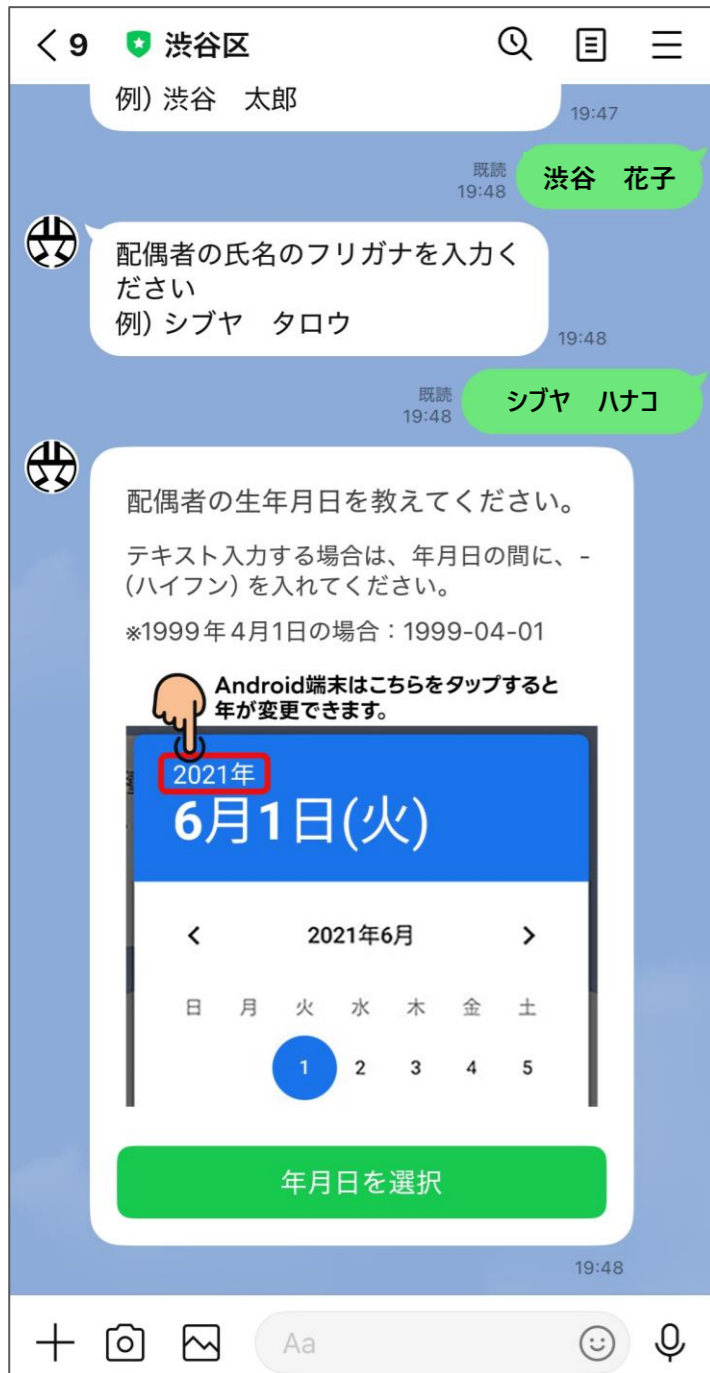 9 渋谷区
例) 渋谷　太郎
19:47
既読
19:48
渋谷　花子
配偶者の氏名のフリガナを入力く
ださい
例) シブヤ　タロウ
19:48
既読
19:48
シブヤ　ハナコ
配偶者の生年月日を教えてください。
テキスト入力する場合は、年月日の間に、-
(ハイフン) を入れてください。
※1999年4月1日の場合：1999-04-01
Android端末はこちらをタップすると
年が変更できます。
2021年
6月1日(火)
2021年6月
日 月 火 水 木 金 土
1 2 3 4 5
年月日を選択
19:48
Aa